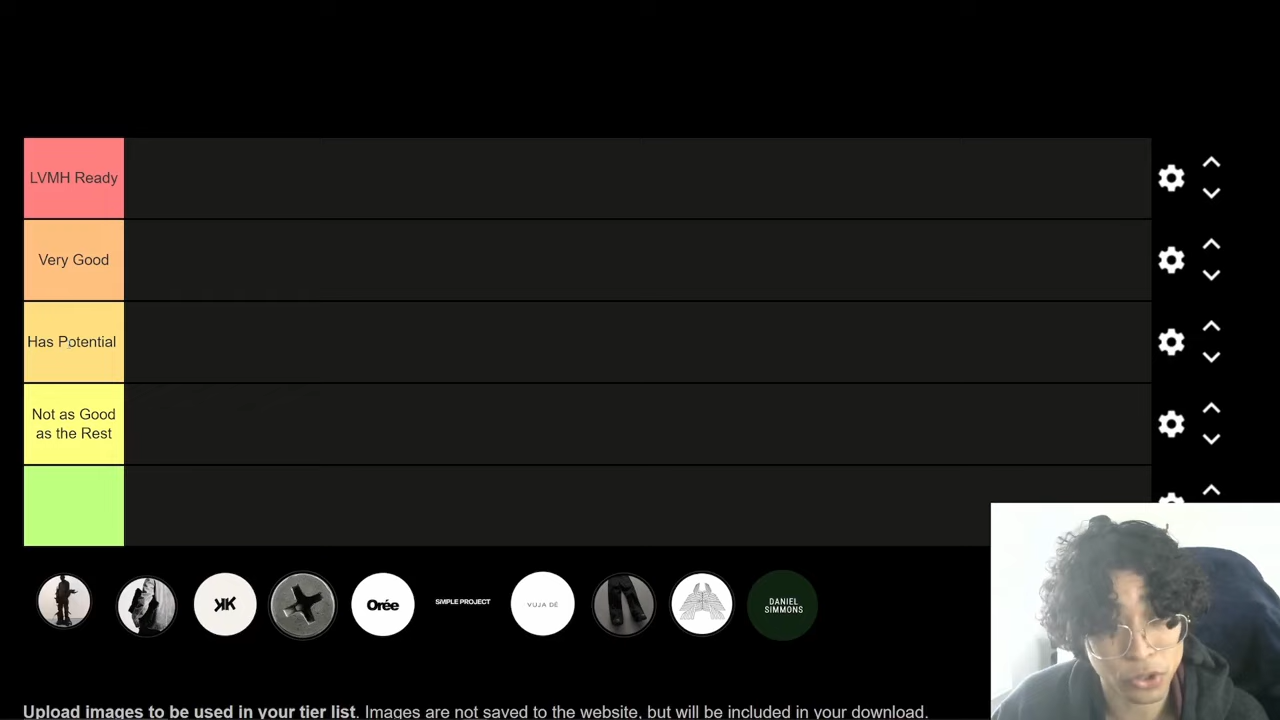 LVMH Ready
Very Good
Has Potential
Not as Good
as the Rest
KK
Orée
SIMPLE PROJECT
VUJA DÉ
DANIEL
SIMMONS
Upload images to be used in your tier list. Images are not saved to the website, but will be included in your download.